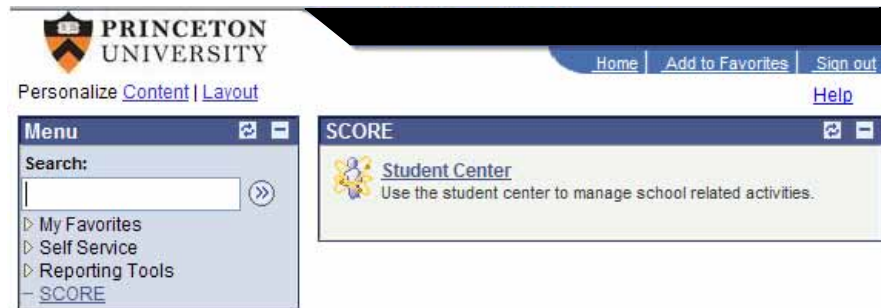 PRINCETON
UNIVERSITY
Home | Add to Favorites | Sign out
Personalize Content | Layout
Help
Menu
SCORE
Search:
Student Center
Use the student center to manage school related activities.
My Favorites
Self Service
Reporting Tools
SCORE